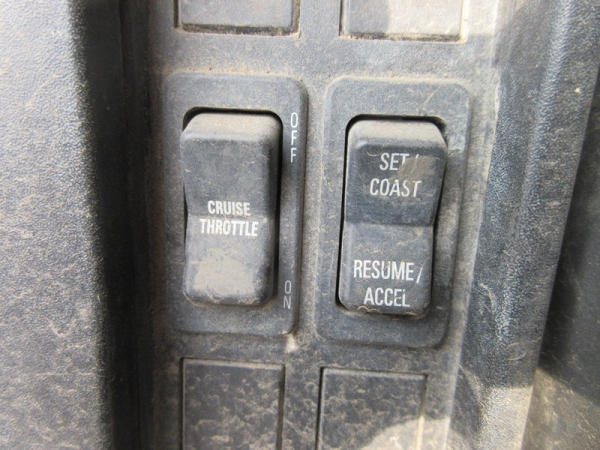 OFF
CRUISE
THROTTLE
ON
SET/
COAST
RESUME/
ACCEL